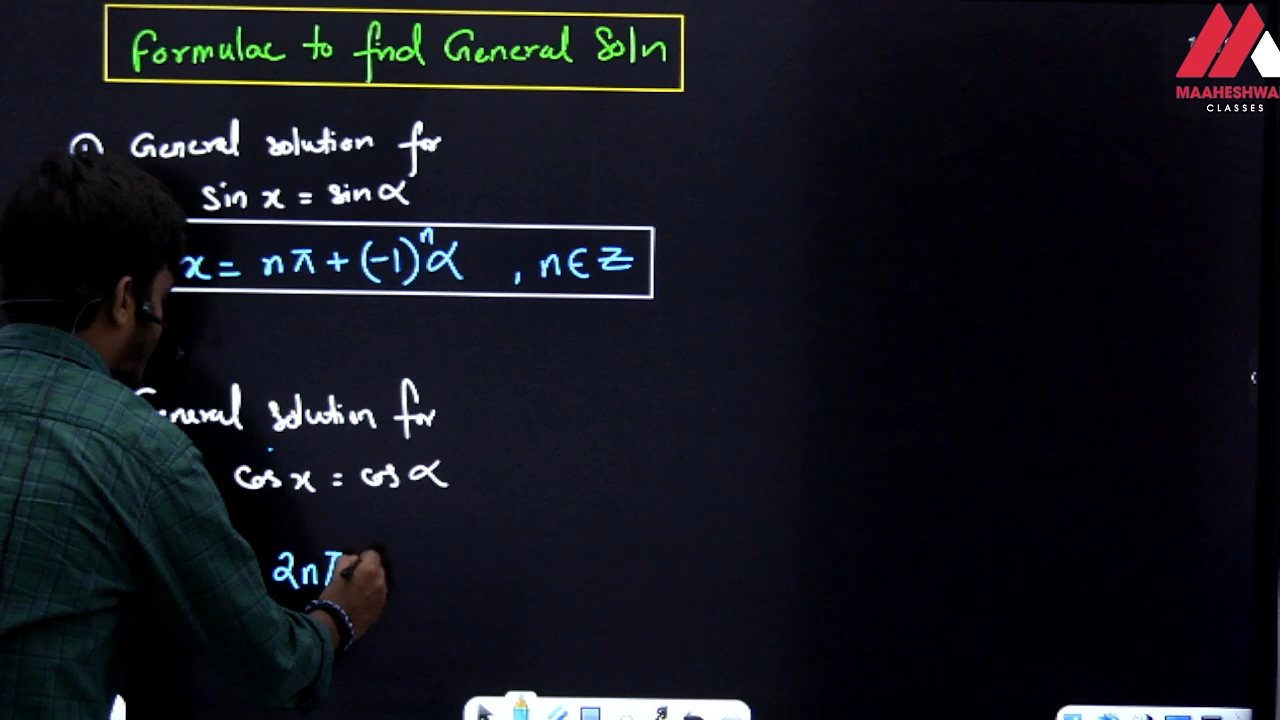 Formulae to find General Soln
MAAHESHWA
CLASSES
① General solution for
sin x = sin α
x = nπ + (-1)ⁿα , n ∈ Z
General solution for
cos x = cos α
2nπ